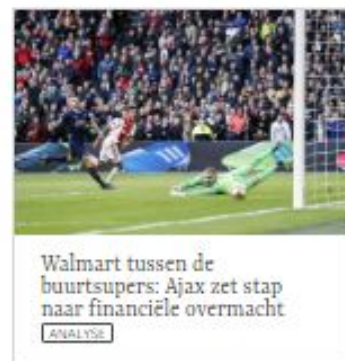 Walmart tussen de
buurtsupers: Ajax zet stap
naar financiële overmacht
ANALYSE